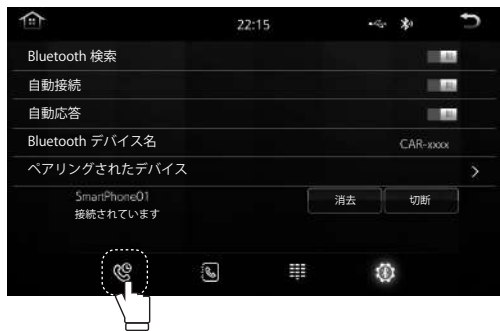 22:15
Bluetooth 検索
自動接続
自動応答
Bluetooth デバイス名 CAR-xxxx
ペアリングされたデバイス
SmartPhone01 消去 切断
接続されています